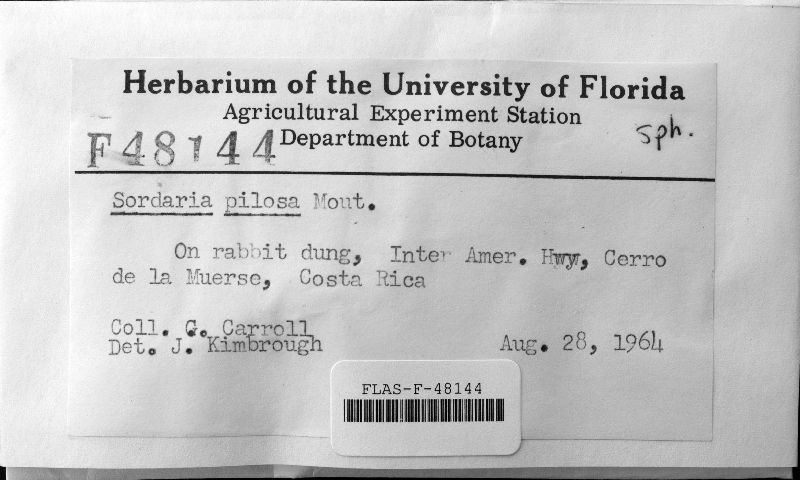 Herbarium of the University of Florida
Agricultural Experiment Station
F48144 Department of Botany sph.
Sordaria pilosa Mout.
On rabbit dung, Inter Amer. Hwy, Cerro
de la Muerse, Costa Rica
Coll. G. Carroll
Det. J. Kimbrough Aug. 28, 1964
FLAS-F-48144